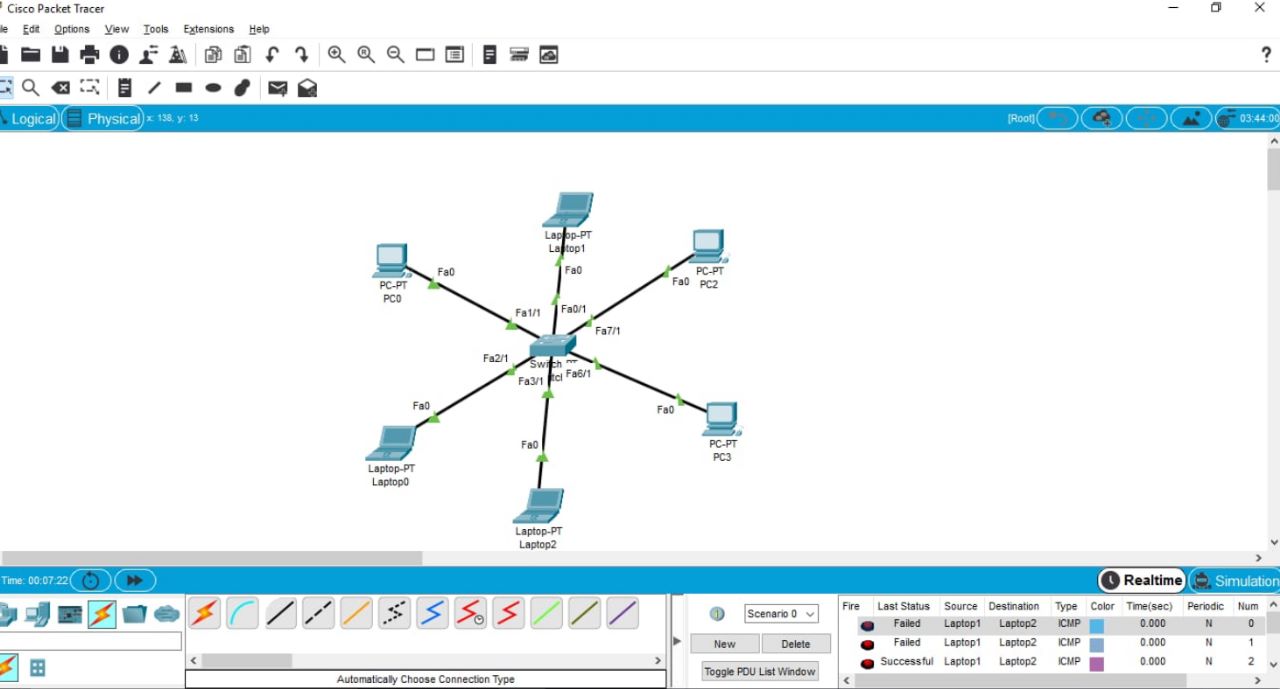 Cisco Packet Tracer
le Edit Options View Tools Extensions Help
?
Logical Physical x: 138, y: 13 [Root] 03:44:00
Laptop-PT
Laptop1
PC-PT
PC0
Fa0
Fa0
PC-PT
PC2
Fa0
Fa1/1
Fa0/1
Fa7/1
Fa2/1
Fa3/1
Fa6/1
Fa0
Fa0
PC-PT
PC3
Laptop-PT
Laptop0
Fa0
Laptop-PT
Laptop2
Time: 00:07:22 Realtime Simulation
Scenario 0
New Delete
Toggle PDU List Window
Automatically Choose Connection Type
Fire Last Status Source Destination Type Color Time(sec) Periodic Num
Failed Laptop1 Laptop2 ICMP 0.000 N 0
Failed Laptop1 Laptop2 ICMP 0.000 N 1
Successful Laptop1 Laptop2 ICMP 0.000 N 2